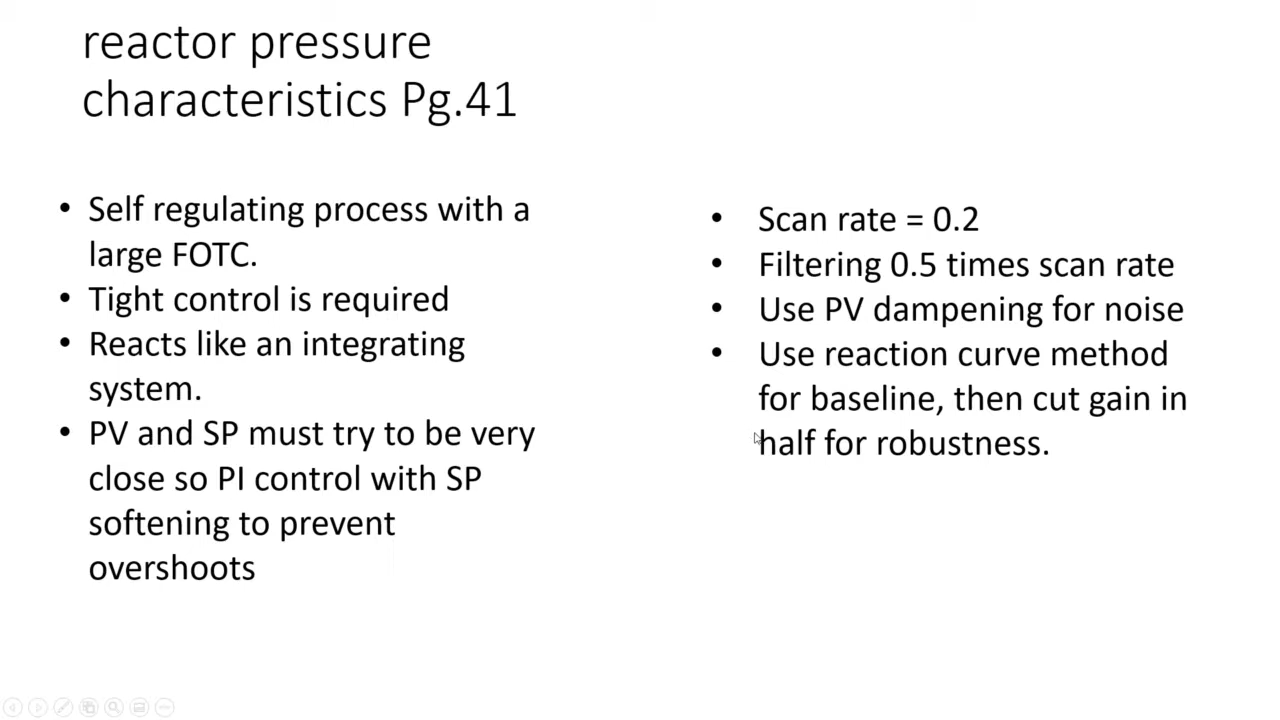 reactor pressure
characteristics Pg.41
• Self regulating process with a
large FOTC.
• Tight control is required
• Reacts like an integrating
system.
• PV and SP must try to be very
close so PI control with SP
softening to prevent
overshoots
• Scan rate = 0.2
• Filtering 0.5 times scan rate
• Use PV dampening for noise
• Use reaction curve method
for baseline, then cut gain in
half for robustness.